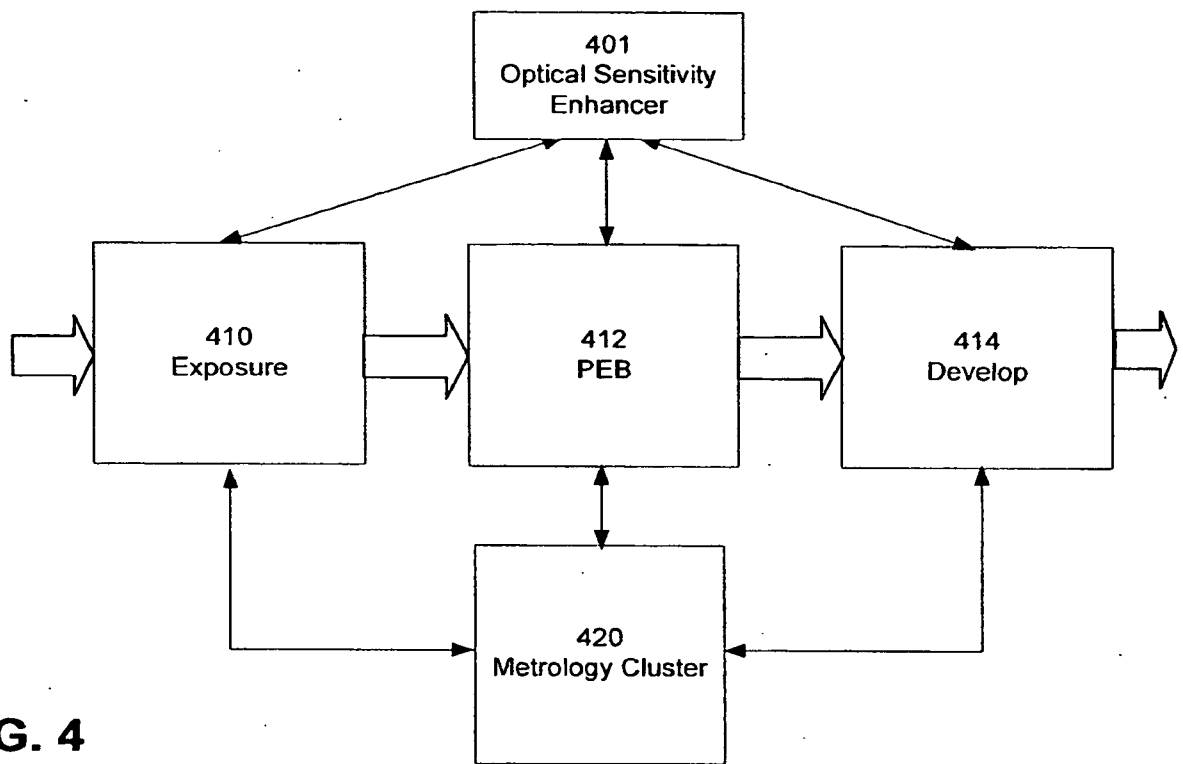 401
Optical Sensitivity
Enhancer
410
Exposure
412
PEB
414
Develop
420
Metrology Cluster
G. 4